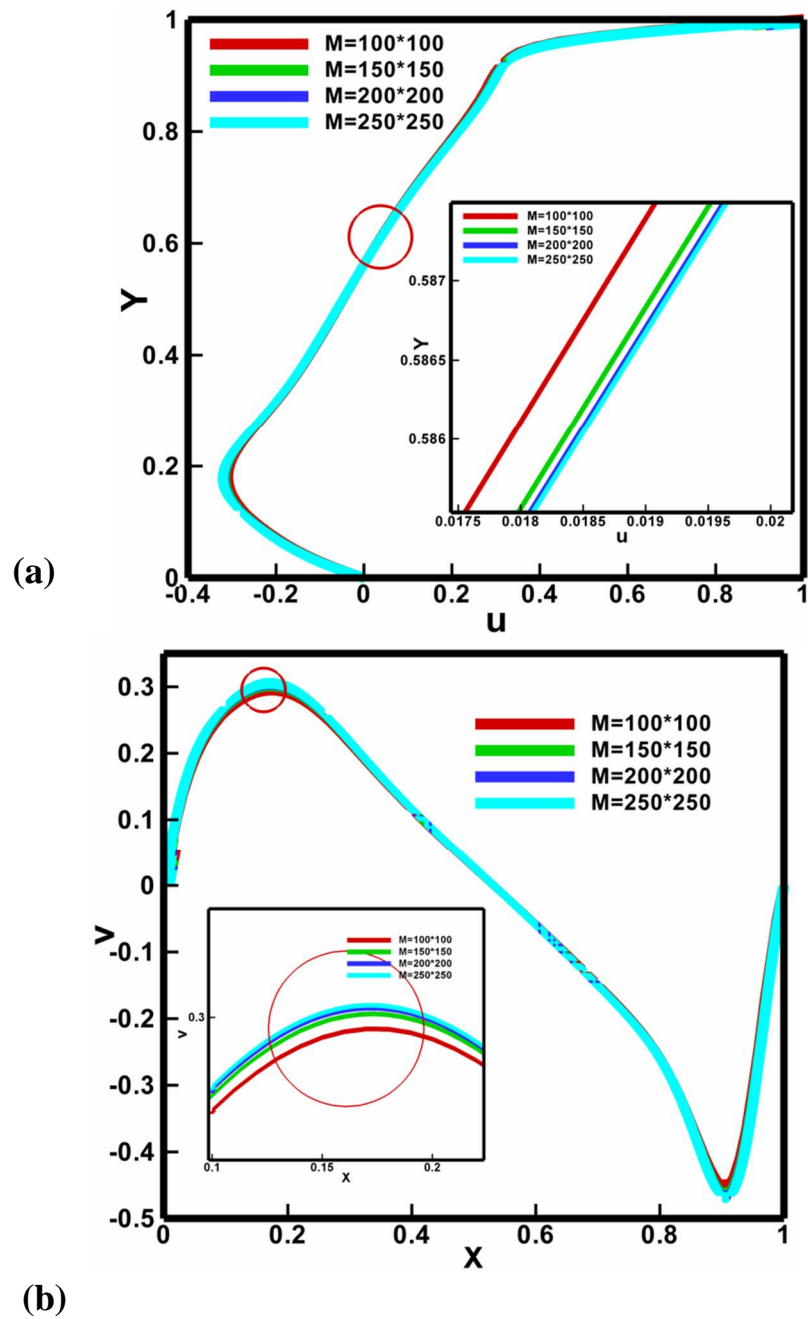 1
M=100*100
M=150*150
M=200*200
M=250*250
0.8
0.6
Y
0.4
0.2
0
-0.4 -0.2 0 0.2 0.4 0.6 0.8 1
u
M=100*100
M=150*150
M=200*200
M=250*250
0.587
Y
0.5865
0.586
0.0175 0.018 0.0185 0.019 0.0195 0.02
u
(a)
0.3
M=100*100
M=150*150
M=200*200
M=250*250
0.2
0.1
0
v
-0.1
-0.2
-0.3
-0.4
-0.5
0 0.2 0.4 0.6 0.8 1
X
M=100*100
M=150*150
M=200*200
M=250*250
0.3
v
0.1 0.15 0.2
X
(b)